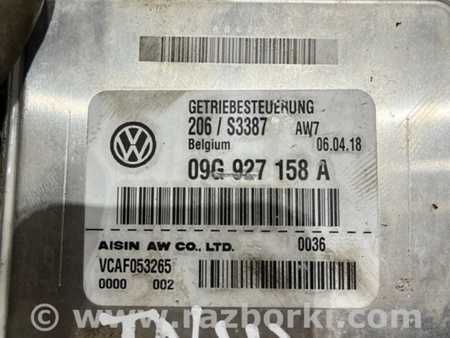 GETRIEBESTEUERUNG
206 / S3387 AW7
Belgium 06.04.18
09G 927 158 A
AISIN AW CO., LTD. 0036
VCAF053265
0000 002
© www.razborki.com